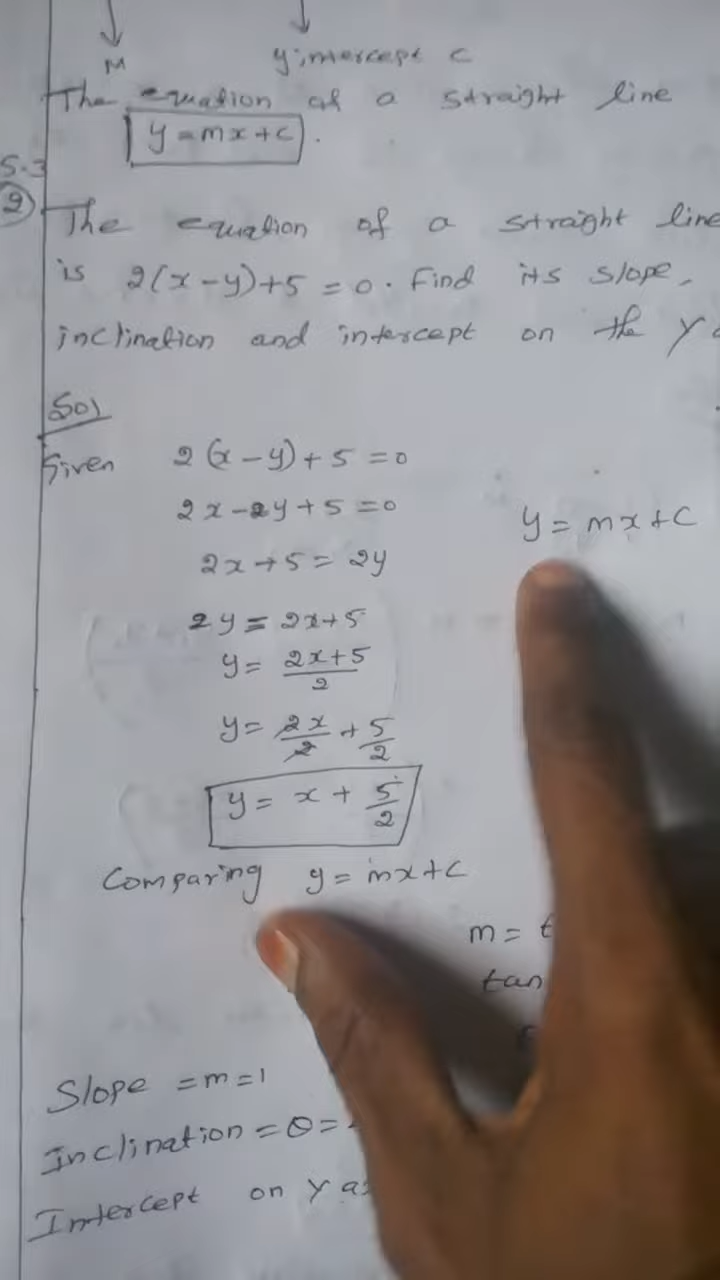 M
y intercept c
The equation of a straight line
y = mx + c .
5.3
2) The equation of a straight line
is 2(x - y) + 5 = 0. Find its slope,
inclination and intercept on the Y
Sol
Given 2(x - y) + 5 = 0
2x - 2y + 5 = 0
y = mx + c
2x + 5 = 2y
2y = 2x + 5
y = 2x + 5 / 2
y = 2x / 2 + 5 / 2
y = x + 5 / 2
Comparing y = mx + c
m =
tan
Slope = m = 1
Inclination = θ =
Intercept on Y